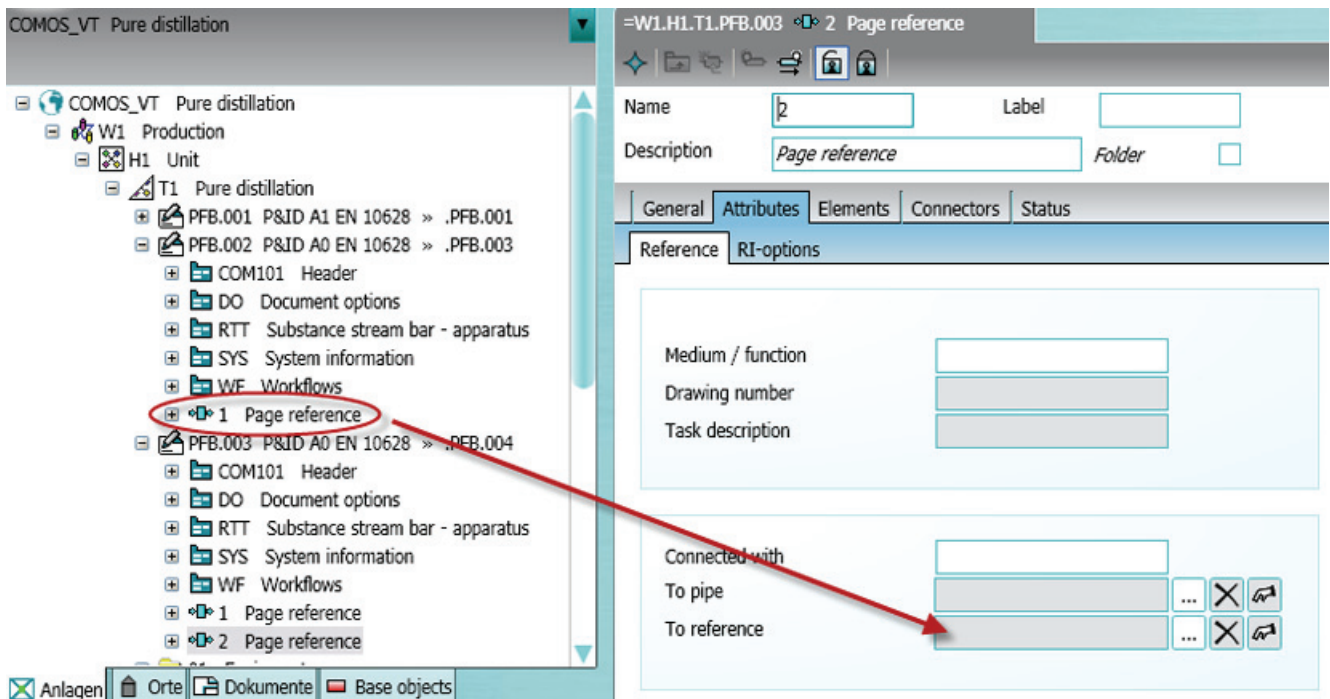 COMOS_VT Pure distillation
COMOS_VT Pure distillation
W1 Production
H1 Unit
T1 Pure distillation
PFB.001 P&ID A1 EN 10628 » .PFB.001
PFB.002 P&ID A0 EN 10628 » .PFB.003
COM101 Header
DO Document options
RTT Substance stream bar - apparatus
SYS System information
WF Workflows
1 Page reference
PFB.003 P&ID A0 EN 10628 » .PFB.004
COM101 Header
DO Document options
RTT Substance stream bar - apparatus
SYS System information
WF Workflows
1 Page reference
2 Page reference
Anlagen Orte Dokumente Base objects
=W1.H1.T1.PFB.003 2 Page reference
Name 2 Label
Description Page reference Folder
General Attributes Elements Connectors Status
Reference RI-options
Medium / function
Drawing number
Task description
Connected with
To pipe ...
To reference ...